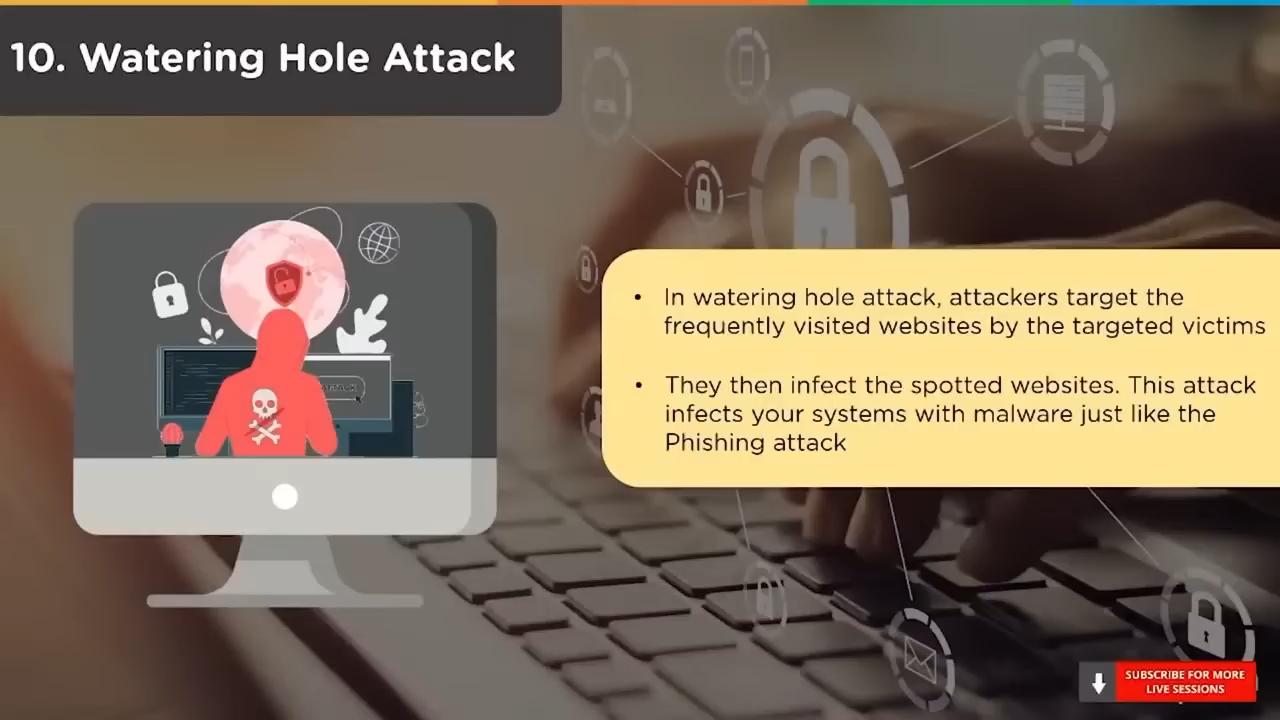 10. Watering Hole Attack
• In watering hole attack, attackers target the
frequently visited websites by the targeted victims
• They then infect the spotted websites. This attack
infects your systems with malware just like the
Phishing attack
SUBSCRIBE FOR MORE
LIVE SESSIONS